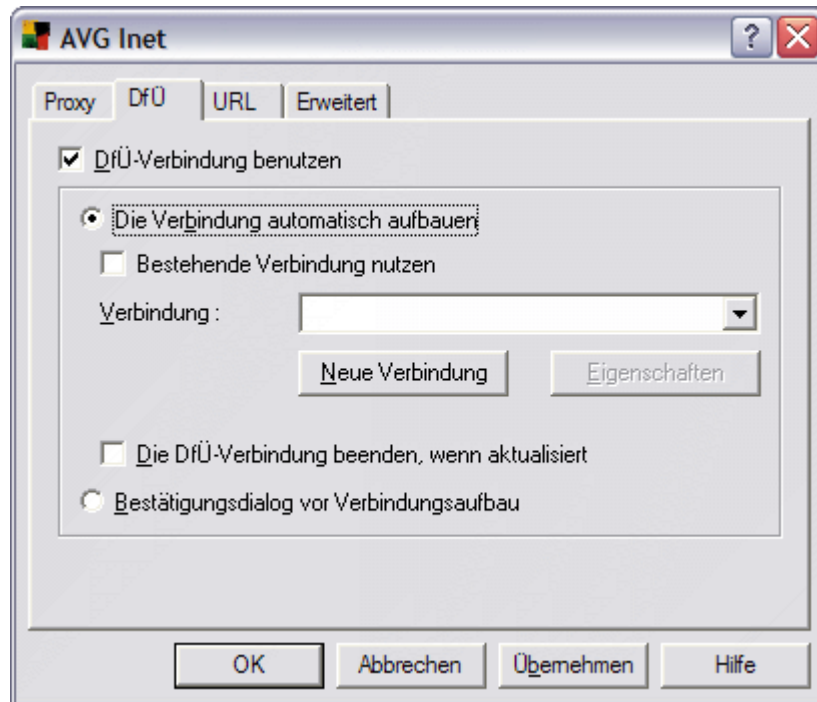 AVG Inet
Proxy DfÜ URL Erweitert
DfÜ-Verbindung benutzen
Die Verbindung automatisch aufbauen
Bestehende Verbindung nutzen
Verbindung :
Neue Verbindung Eigenschaften
Die DfÜ-Verbindung beenden, wenn aktualisiert
Bestätigungsdialog vor Verbindungsaufbau
OK Abbrechen Übernehmen Hilfe